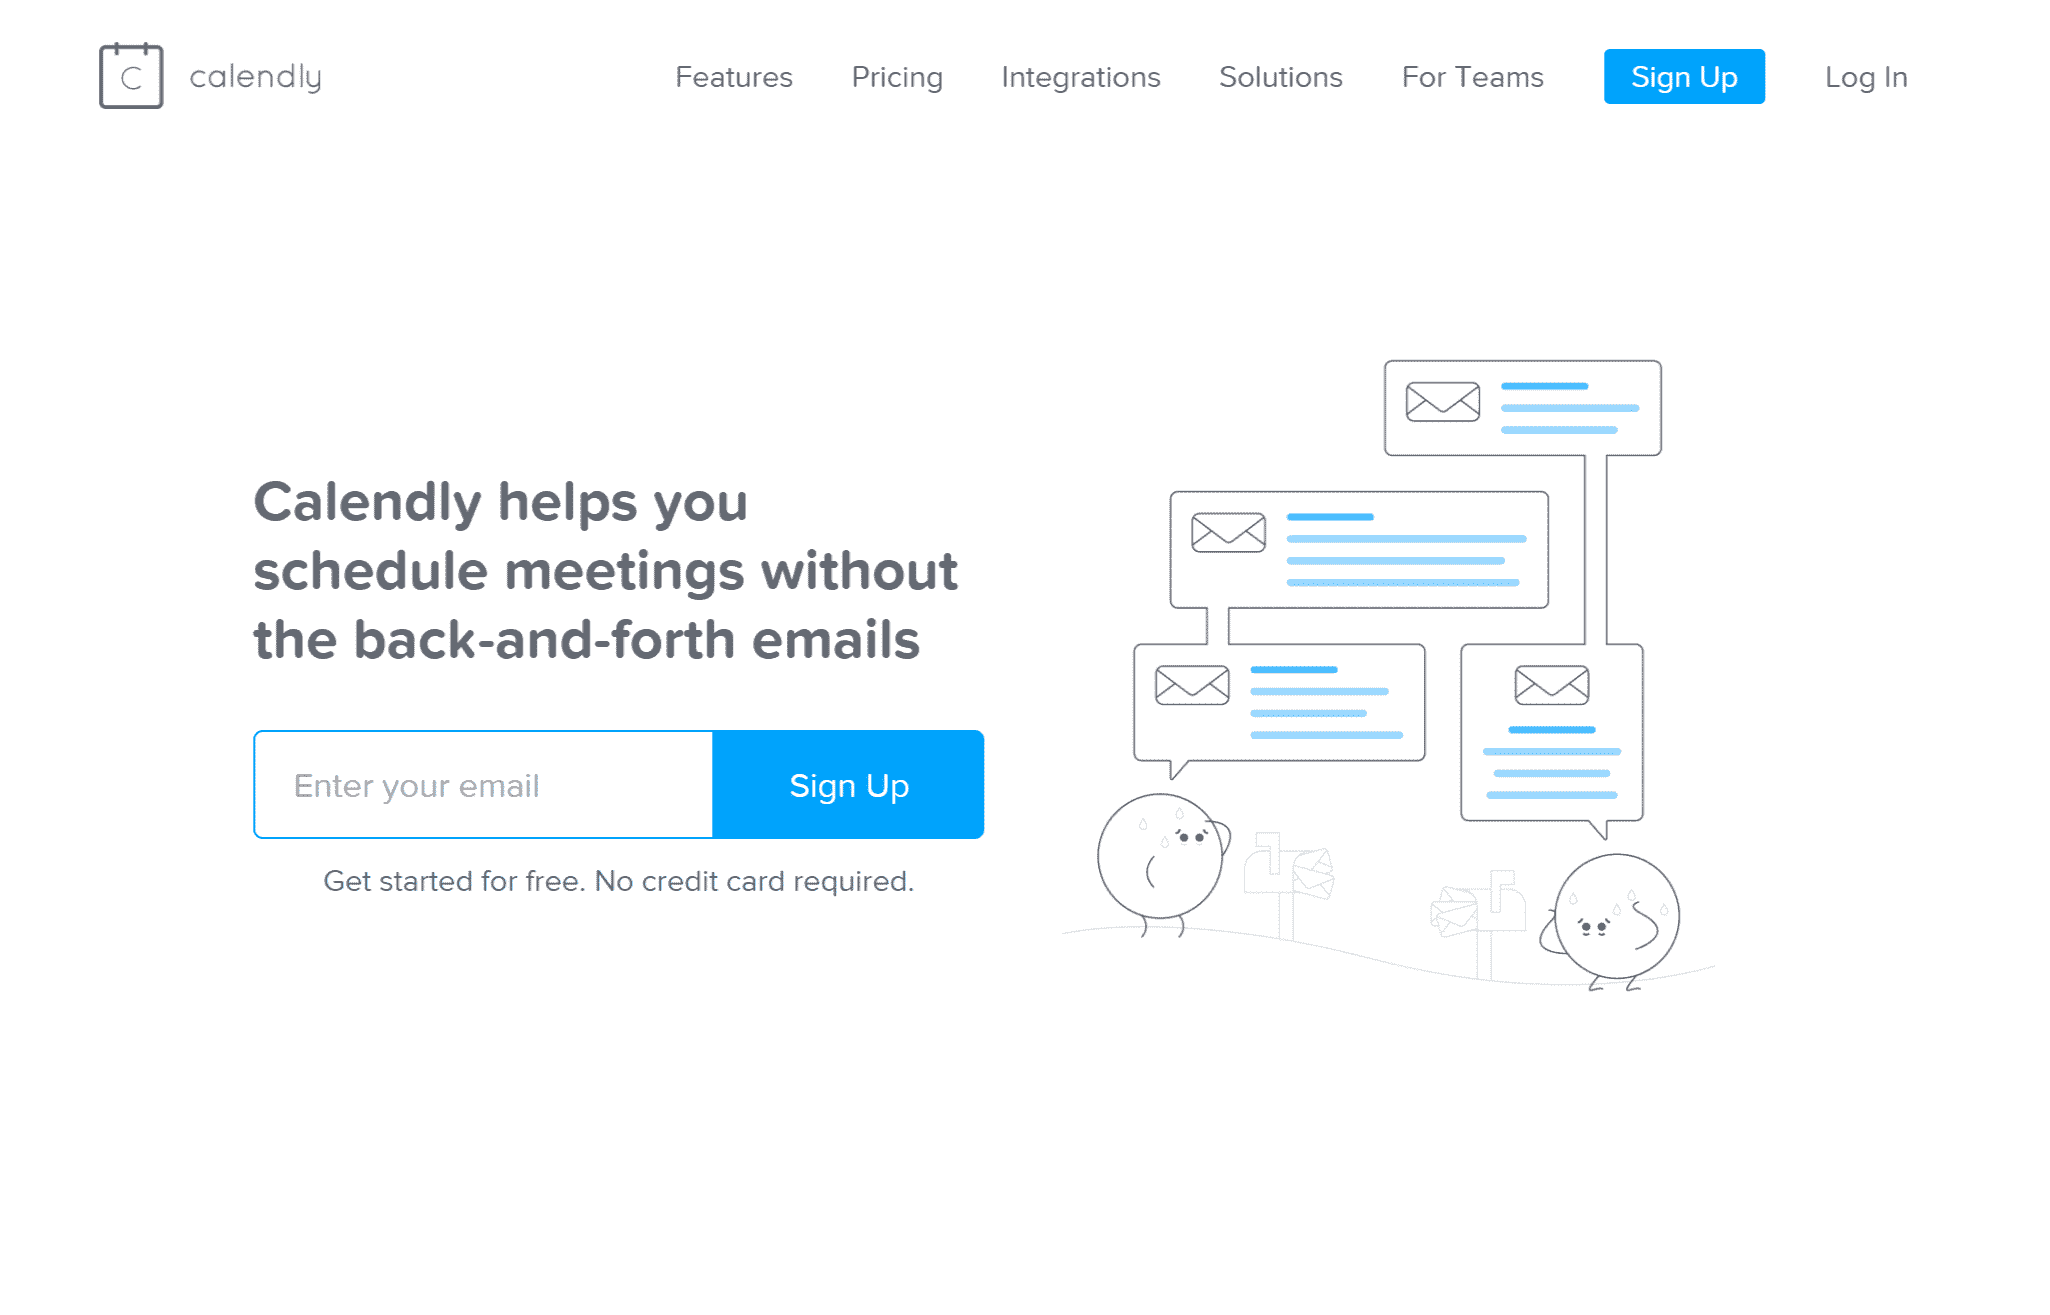 C calendly
Features Pricing Integrations Solutions For Teams Sign Up Log In
Calendly helps you
schedule meetings without
the back-and-forth emails
Enter your email Sign Up
Get started for free. No credit card required.